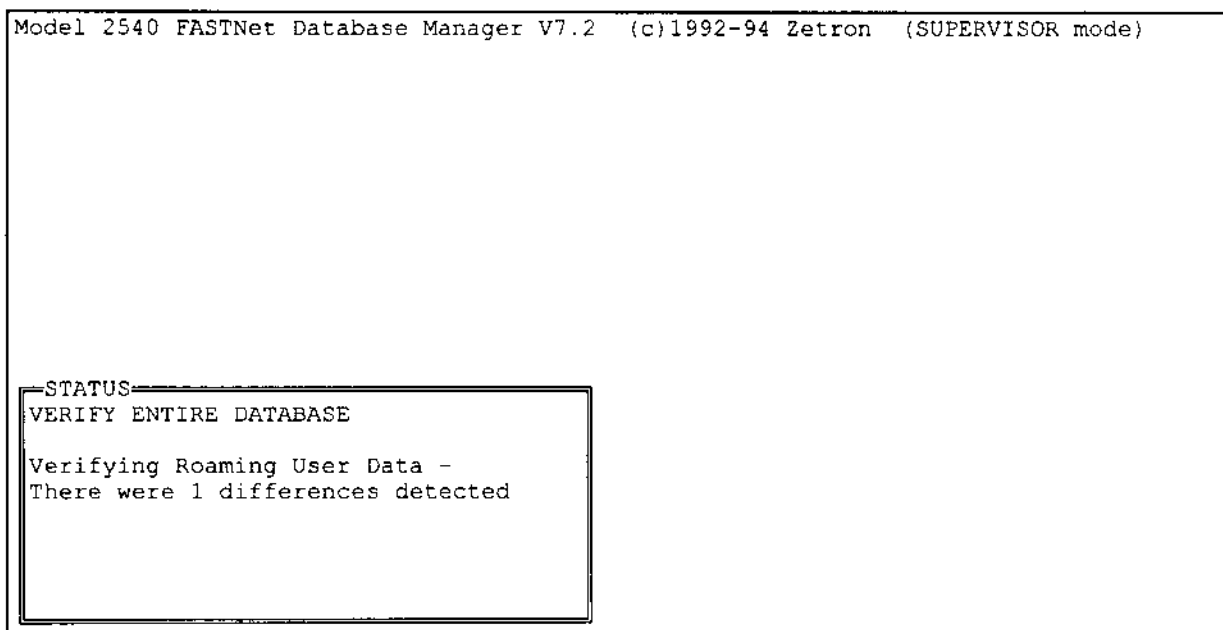 Model 2540 FASTNet Database Manager V7.2 (c)1992-94 Zetron (SUPERVISOR mode)
STATUS
VERIFY ENTIRE DATABASE
Verifying Roaming User Data -
There were 1 differences detected